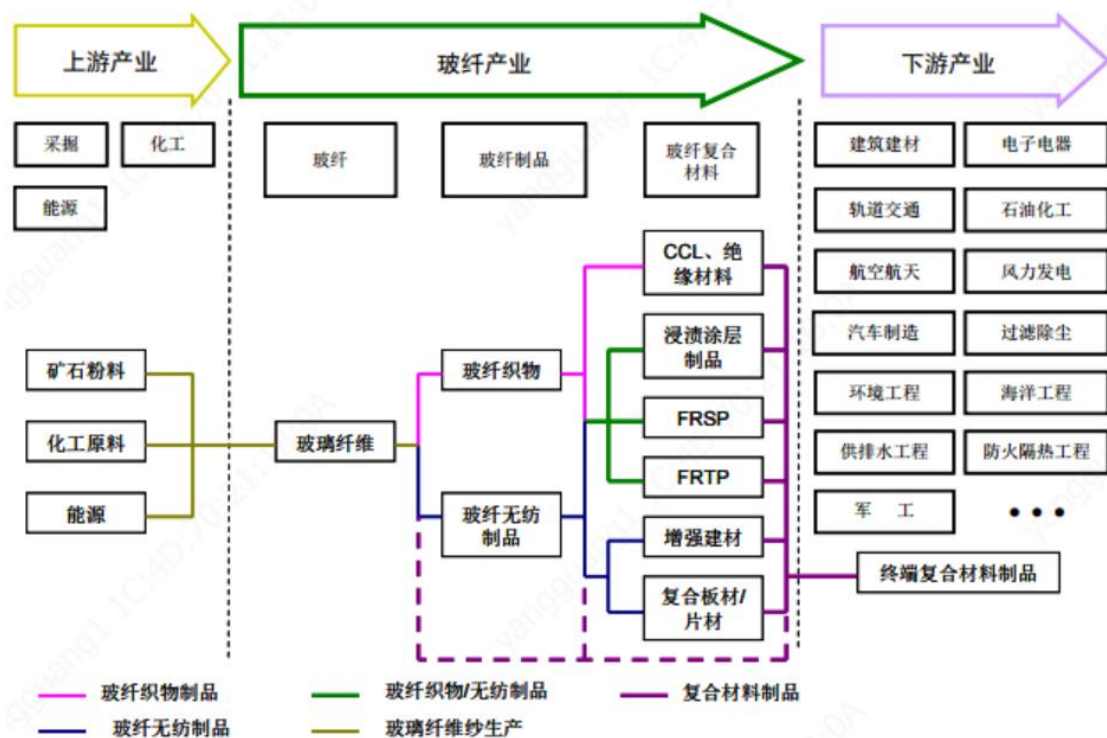 上游产业
玻纤产业
下游产业
采掘
化工
能源
玻纤
玻纤制品
玻纤复合
材料
建筑建材
电子电器
轨道交通
石油化工
航空航天
风力发电
汽车制造
过滤除尘
环境工程
海洋工程
供排水工程
防火隔热工程
军 工
•••
矿石粉料
化工原料
能源
玻璃纤维
玻纤织物
玻纤无纺
制品
CCL、绝
缘材料
浸渍涂层
制品
FRSP
FRTP
增强建材
复合板材/
片材
终端复合材料制品
玻纤织物制品
玻纤织物/无纺制品
复合材料制品
玻纤无纺制品
玻璃纤维纱生产